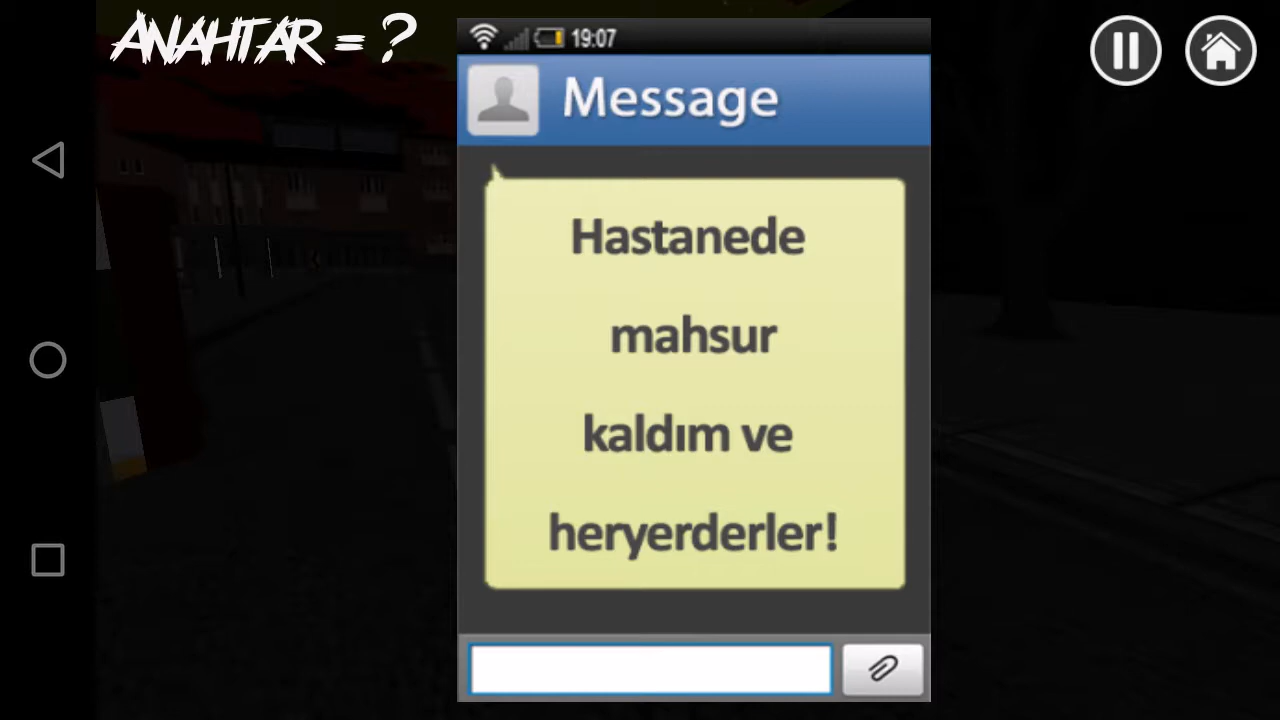 ANAHTAR = ?
19:07
Message
Hastanede
mahsur
kaldım ve
heryerderler!